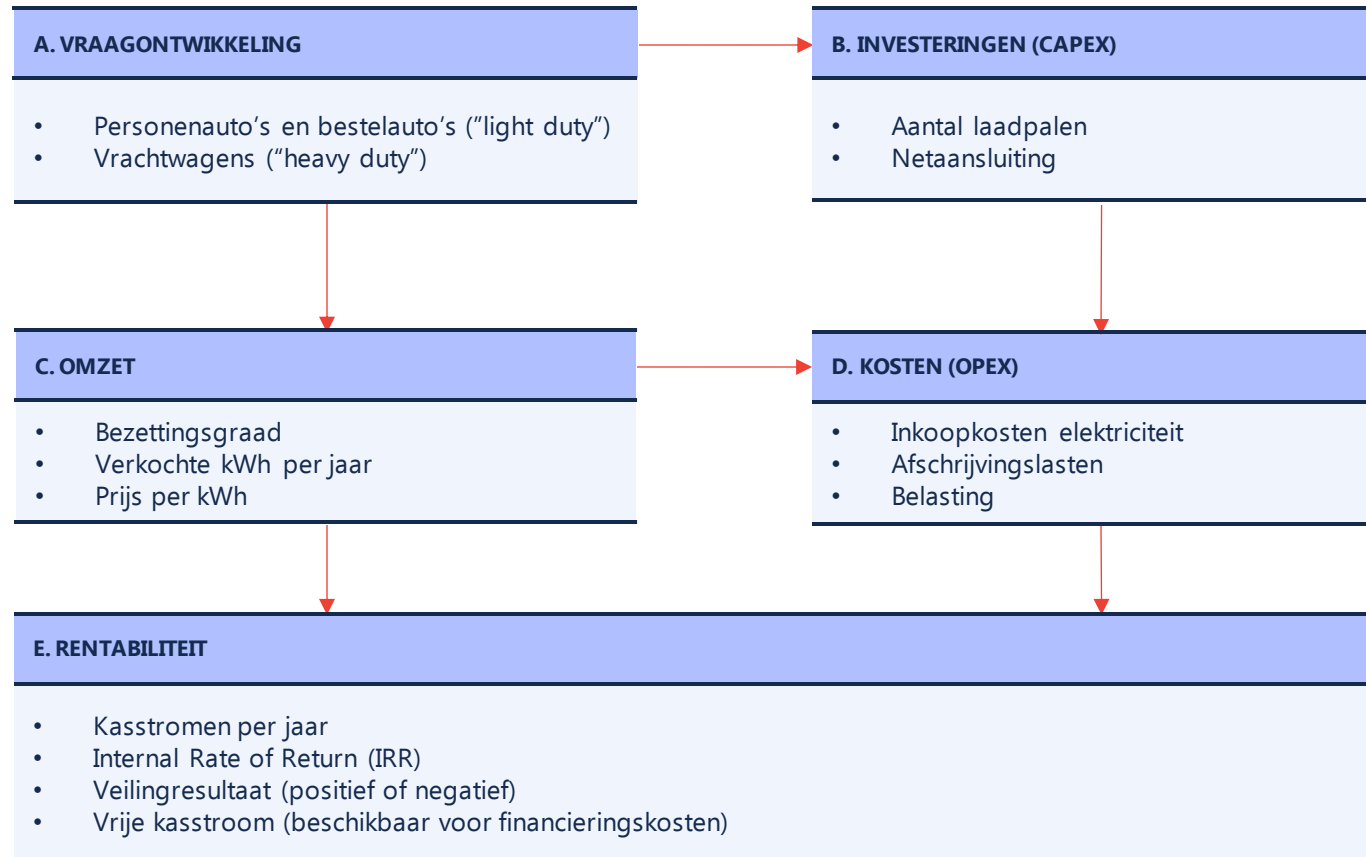 A. VRAAGONTWIKKELING
• Personenauto’s en bestelauto’s (“light duty”)
• Vrachtwagens (“heavy duty”)
B. INVESTERINGEN (CAPEX)
• Aantal laadpalen
• Netaansluiting
C. OMZET
• Bezettingsgraad
• Verkochte kWh per jaar
• Prijs per kWh
D. KOSTEN (OPEX)
• Inkoopkosten elektriciteit
• Afschrijvingslasten
• Belasting
E. RENTABILITEIT
• Kasstromen per jaar
• Internal Rate of Return (IRR)
• Veilingresultaat (positief of negatief)
• Vrije kasstroom (beschikbaar voor financieringskosten)